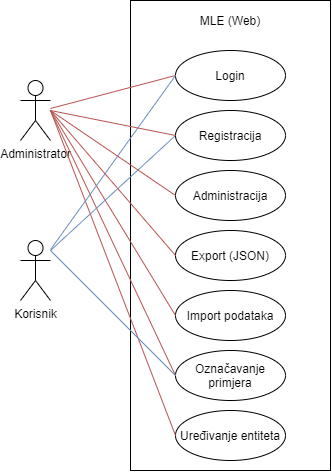 MLE (Web)
Login
Registracija
Administrator
Administracija
Export (JSON)
Korisnik
Import podataka
Označavanje
primjera
Uređivanje entiteta